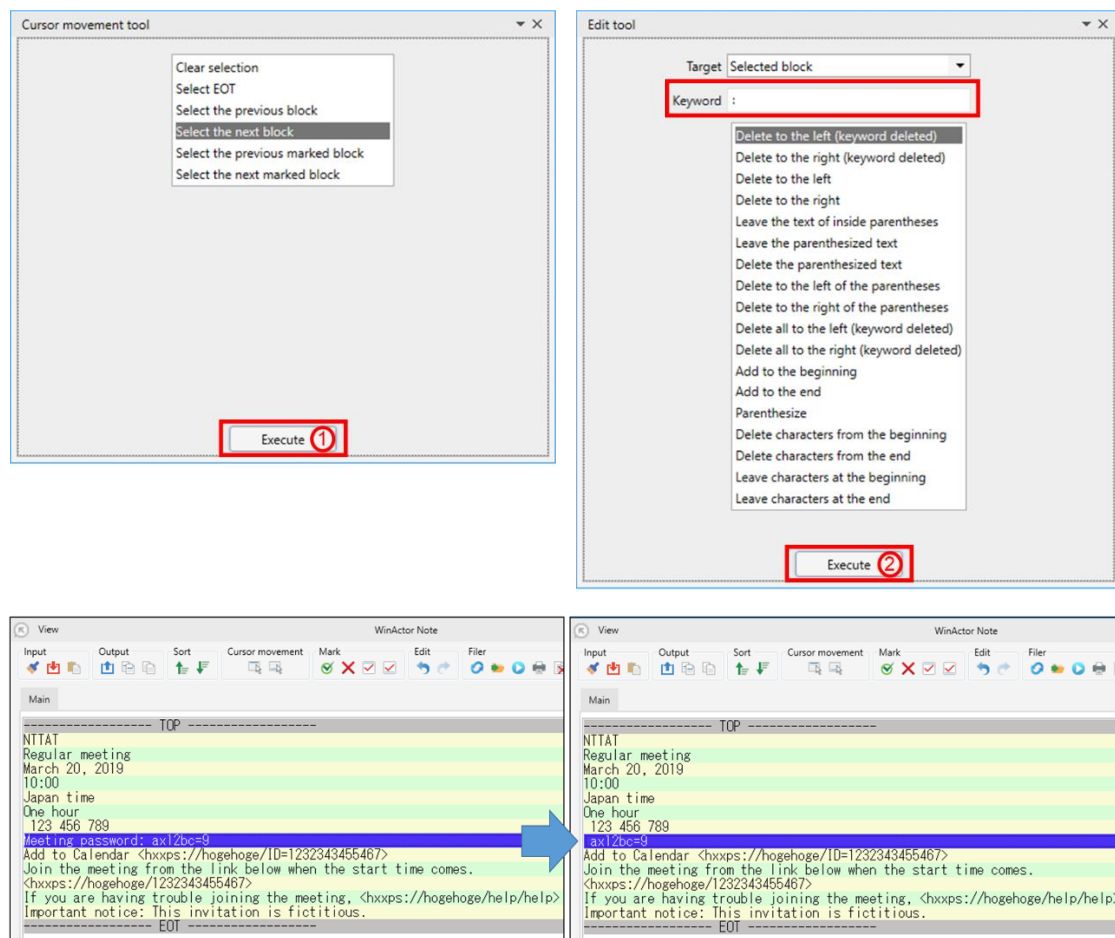 Cursor movement tool
Clear selection
Select EOT
Select the previous block
Select the next block
Select the previous marked block
Select the next marked block
Execute ①
Edit tool
Target Selected block
Keyword :
Delete to the left (keyword deleted)
Delete to the right (keyword deleted)
Delete to the left
Delete to the right
Leave the text of inside parentheses
Leave the parenthesized text
Delete the parenthesized text
Delete to the left of the parentheses
Delete to the right of the parentheses
Delete all to the left (keyword deleted)
Delete all to the right (keyword deleted)
Add to the beginning
Add to the end
Parenthesize
Delete characters from the beginning
Delete characters from the end
Leave characters at the beginning
Leave characters at the end
Execute ②
View WinActor Note
Input Output Sort Cursor movement Mark Edit Filer
Main
------------------ TOP ------------------
NTTAT
Regular meeting
March 20, 2019
10:00
Japan time
One hour
123 456 789
Meeting password: ax12bc=9
Add to Calendar <hxxps://hogehoge/ID=1232343455467>
Join the meeting from the link below when the start time comes.
<hxxps://hogehoge/1232343455467>
If you are having trouble joining the meeting, <hxxps://hogehoge/help/help>
Important notice: This invitation is fictitious.
------------------ EOT ------------------
View WinActor Note
Input Output Sort Cursor movement Mark Edit Filer
Main
------------------ TOP ------------------
NTTAT
Regular meeting
March 20, 2019
10:00
Japan time
One hour
123 456 789
ax12bc=9
Add to Calendar <hxxps://hogehoge/ID=1232343455467>
Join the meeting from the link below when the start time comes.
<hxxps://hogehoge/1232343455467>
If you are having trouble joining the meeting, <hxxps://hogehoge/help/help>
Important notice: This invitation is fictitious.
------------------ EOT ------------------